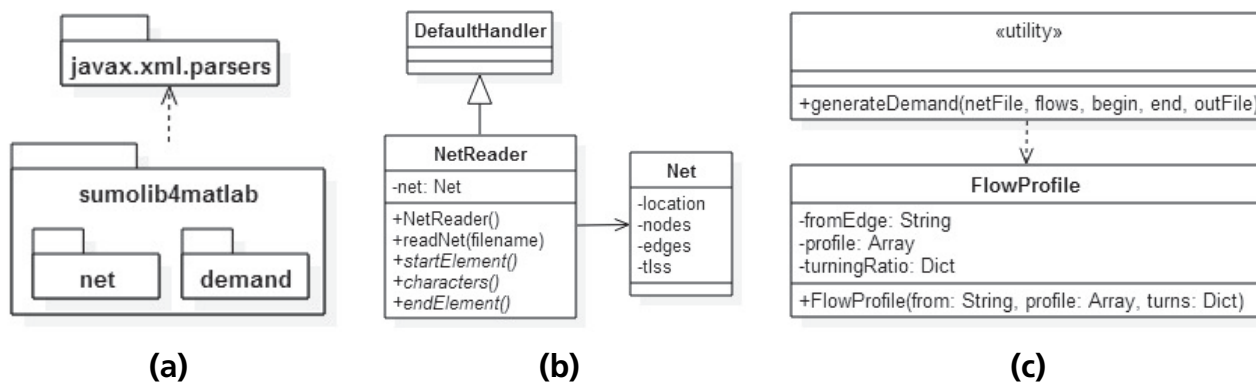 javax.xml.parsers
sumolib4matlab
net
demand
(a)
DefaultHandler
NetReader
-net: Net
+NetReader()
+readNet(filename)
+startElement()
+characters()
+endElement()
Net
-location
-nodes
-edges
-tlss
(b)
«utility»
+generateDemand(netFile, flows, begin, end, outFile)
FlowProfile
-fromEdge: String
-profile: Array
-turningRatio: Dict
+FlowProfile(from: String, profile: Array, turns: Dict)
(c)